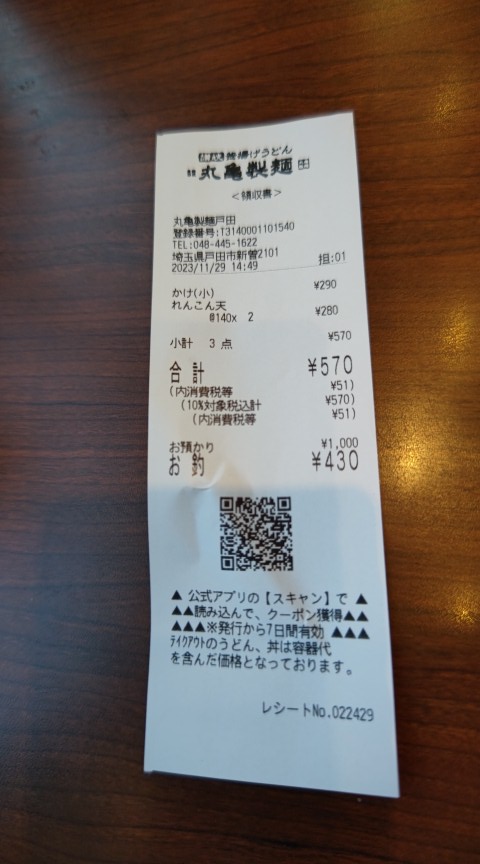 釜揚げうどん
丸亀製麺
<領収書>
丸亀製麺戸田
登録番号:T3140001101540
TEL:048-445-1622
埼玉県戸田市新曽2101
2023/11/29 14:49 担:01
かけ(小) ¥290
れんこん天
@140x 2 ¥280
小計 3 点 ¥570
合計 ¥570
(内消費税等 ¥51)
(10%対象税込計 ¥570)
(内消費税等 ¥51)
お預かり ¥1,000
お釣 ¥430
▲ 公式アプリの【スキャン】で ▲
▲▲読み込んで、クーポン獲得▲▲
▲▲▲※発行から7日間有効 ▲▲▲
テイクアウトのうどん、丼は容器代
を含んだ価格となっております。
レシートNo.022429